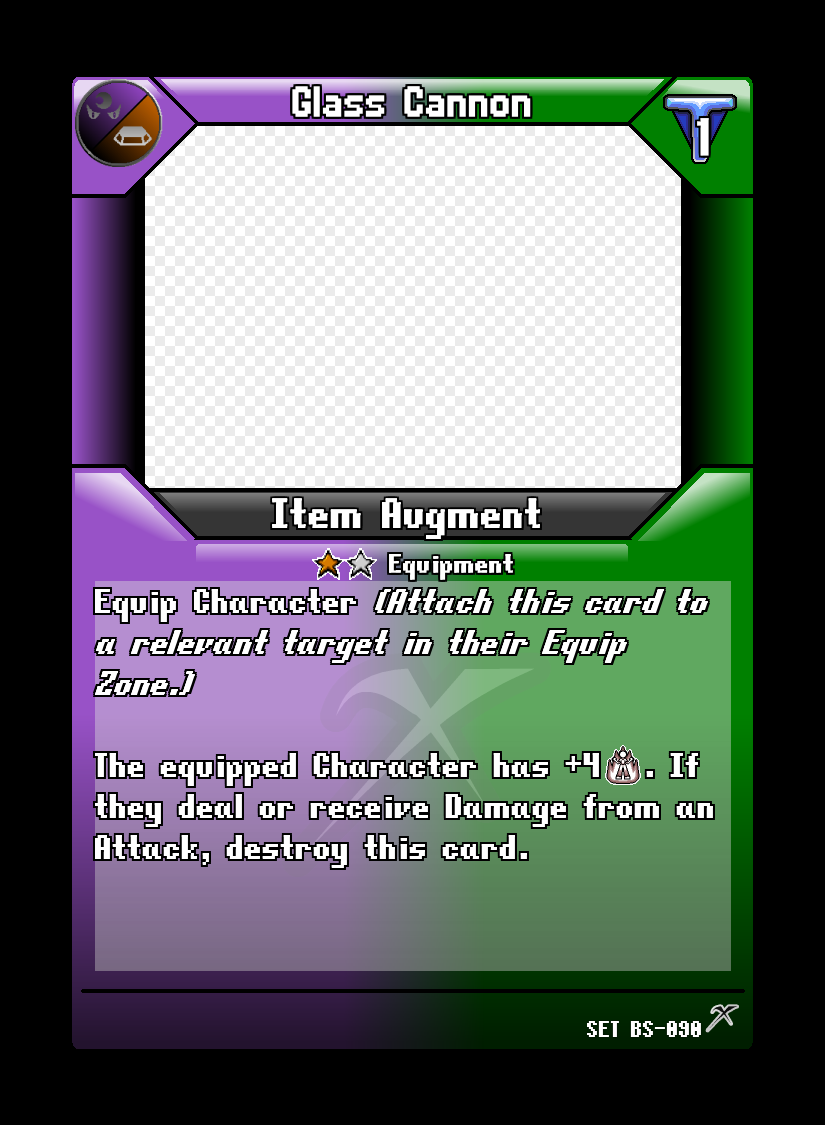 Glass Cannon
1
Item Augment
Equipment
Equip Character (Attach this card to
a relevant target in their Equip
Zone.)
The equipped Character has +4. If
they deal or receive Damage from an
Attack, destroy this card.
SET BS-090